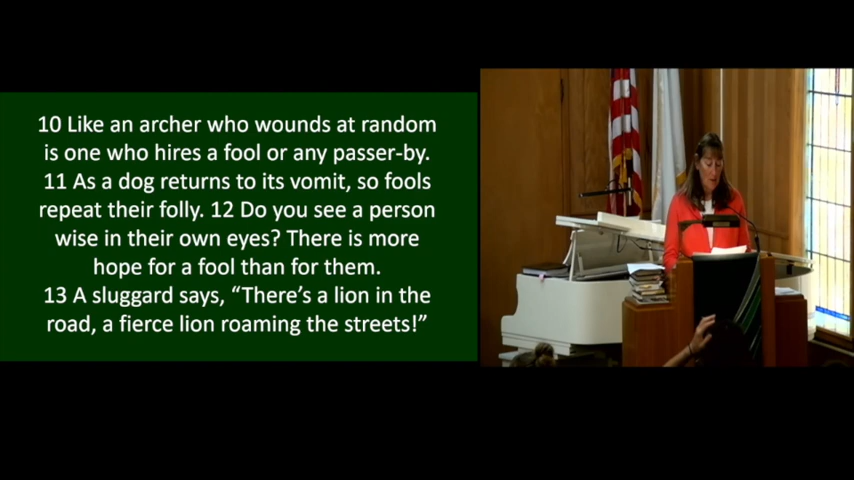 10 Like an archer who wounds at random
is one who hires a fool or any passer-by.
11 As a dog returns to its vomit, so fools
repeat their folly. 12 Do you see a person
wise in their own eyes? There is more
hope for a fool than for them.
13 A sluggard says, “There’s a lion in the
road, a fierce lion roaming the streets!”